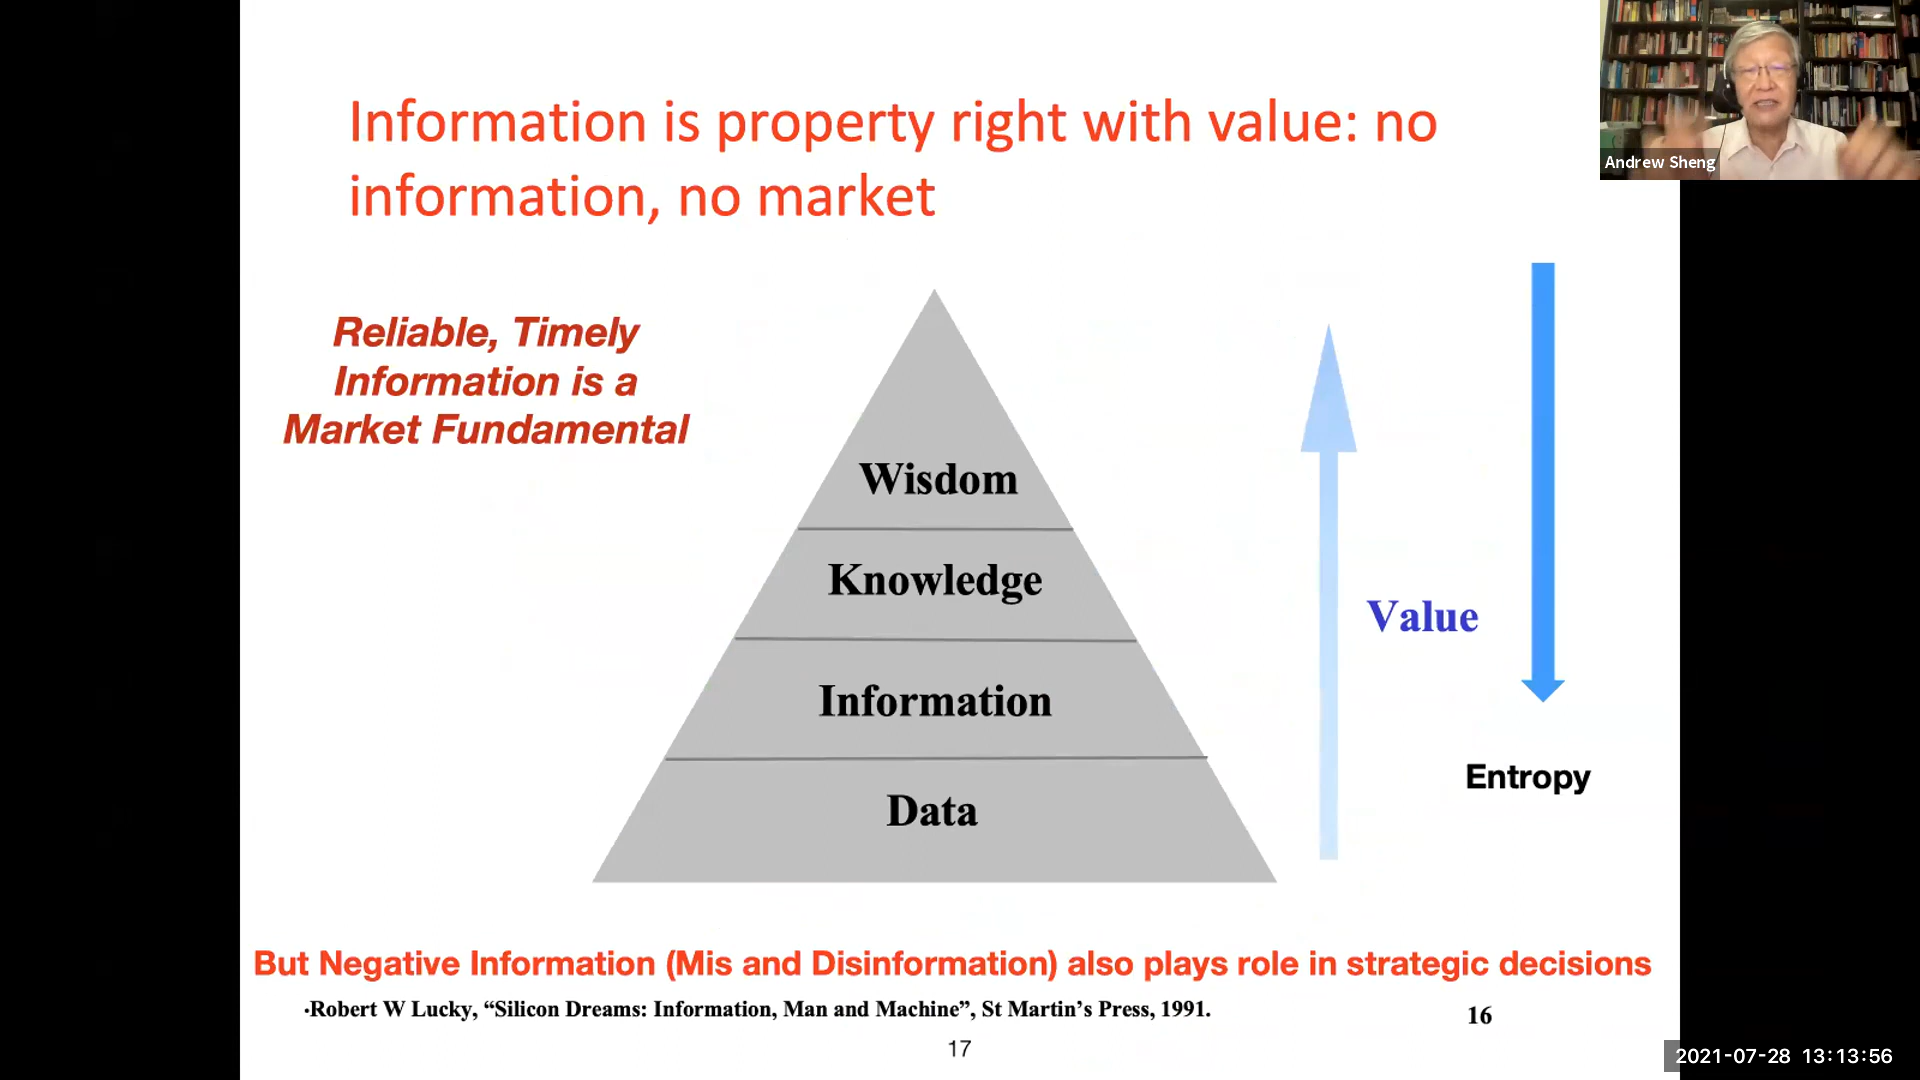 Information is property right with value: no
information, no market
Andrew Sheng
Reliable, Timely
Information is a
Market Fundamental
Wisdom
Knowledge
Value
Information
Entropy
Data
But Negative Information (Mis and Disinformation) also plays role in strategic decisions
•Robert W Lucky, “Silicon Dreams: Information, Man and Machine”, St Martin’s Press, 1991.
16
17
2021-07-28 13:13:56